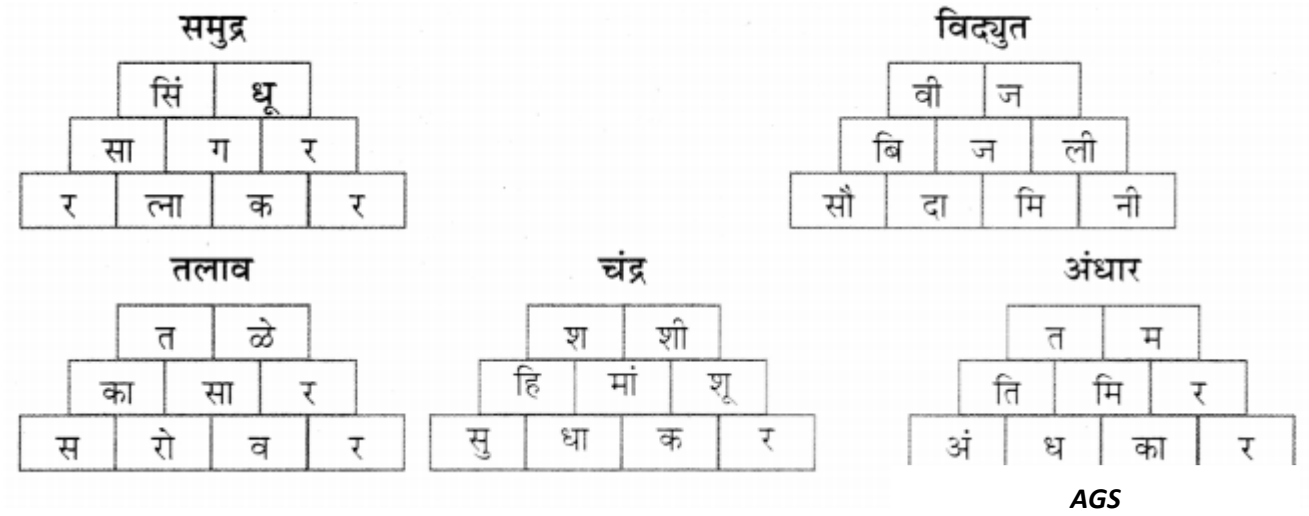 समुद्र विद्युत
सिं धू वी ज
सा ग र बि ज ली
र त्ना क र सौ दा मि नी
तलाव चंद्र अंधार
त ळे श शी त म
का सा र हि मां शू ति मि र
स रो व र सु धा क र अं ध का र
AGS